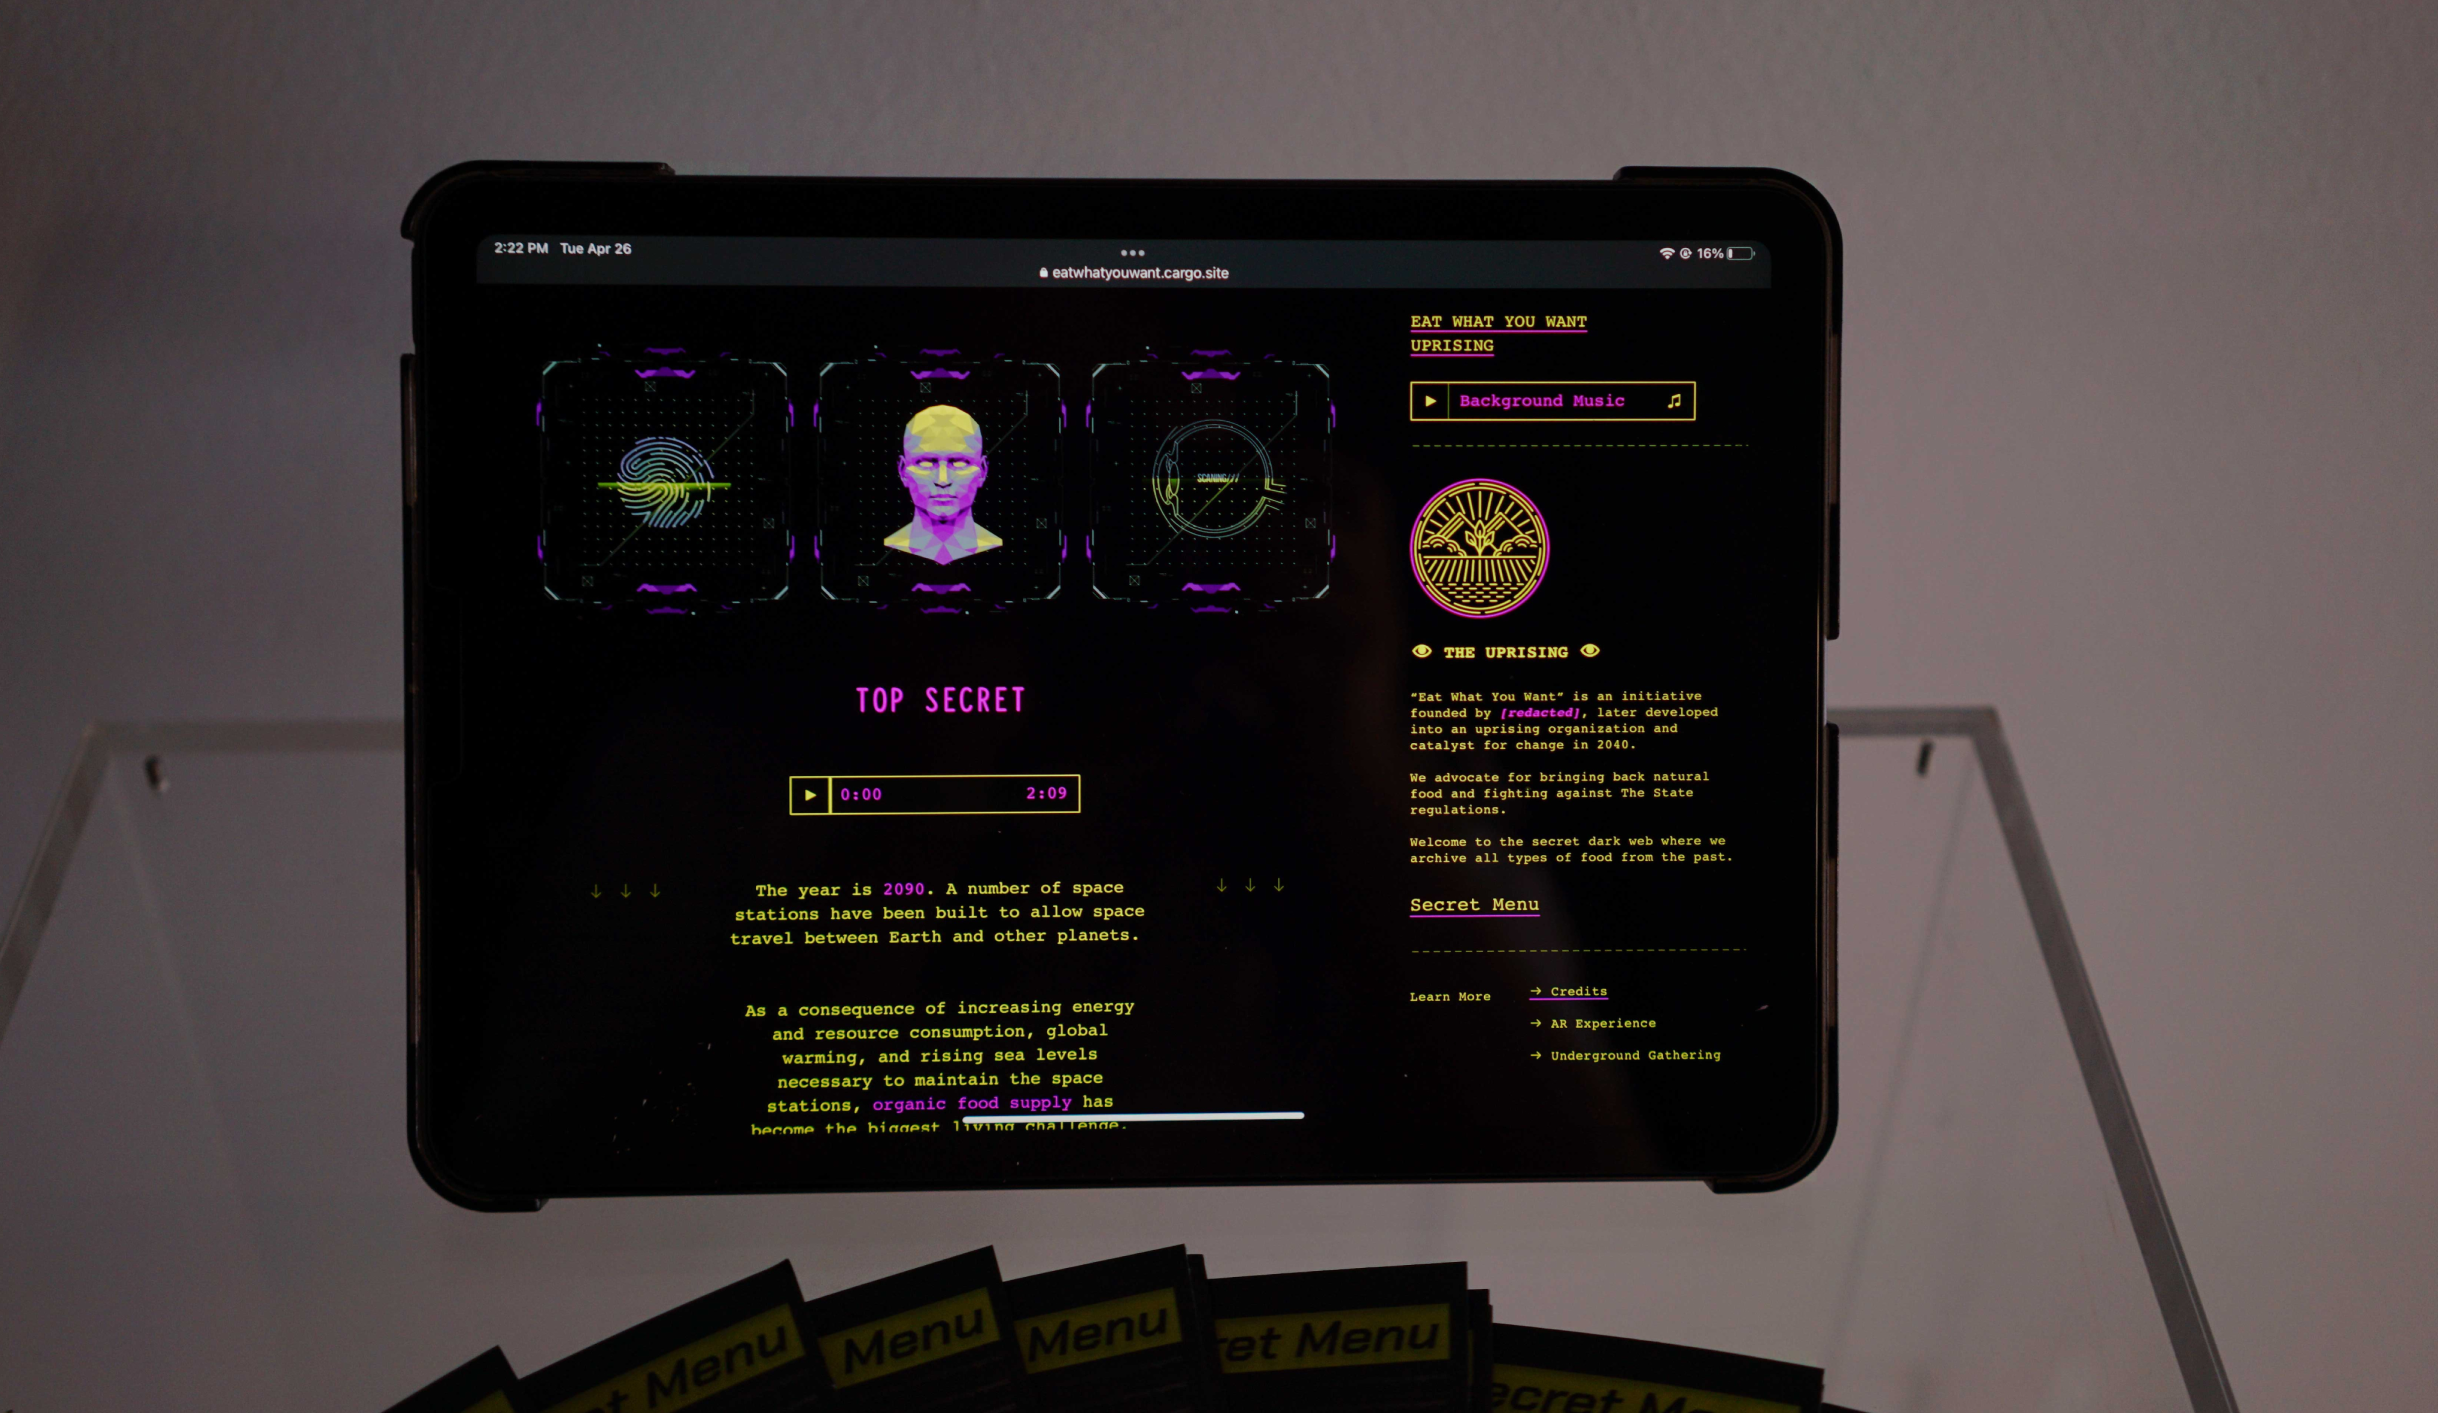 2:22 PM Tue Apr 26
16%
eatwhatyouwant.cargo.site
SCANING///
TOP SECRET
0:00 2:09
The year is 2090. A number of space
stations have been built to allow space
travel between Earth and other planets.
As a consequence of increasing energy
and resource consumption, global
warming, and rising sea levels
necessary to maintain the space
stations, organic food supply has
become the biggest living challenge.
EAT WHAT YOU WANT
UPRISING
Background Music
THE UPRISING
“Eat What You Want” is an initiative
founded by [redacted], later developed
into an uprising organization and
catalyst for change in 2040.
We advocate for bringing back natural
food and fighting against The State
regulations.
Welcome to the secret dark web where we
archive all types of food from the past.
Secret Menu
Learn More
→ Credits
→ AR Experience
→ Underground Gathering
et Menu
Menu
Menu
ret Menu
ecret M